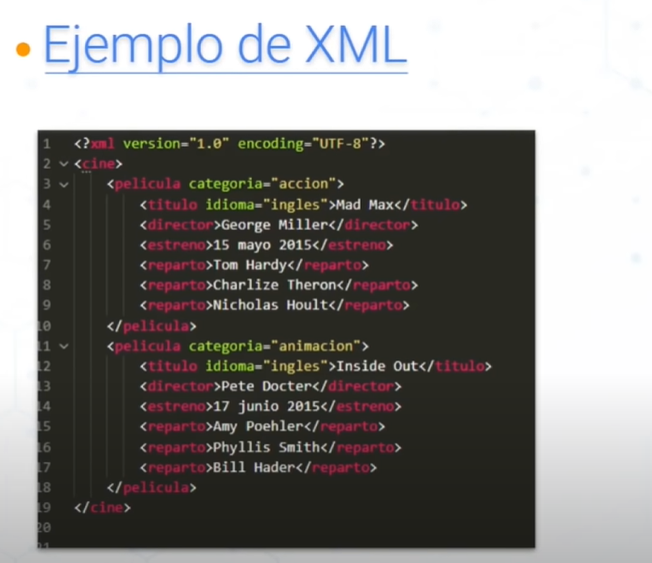 • Ejemplo de XML
1 <?xml version="1.0" encoding="UTF-8"?>
2 <cine>
3 <pelicula categoria="accion">
4 <titulo idioma="ingles">Mad Max</titulo>
5 <director>George Miller</director>
6 <estreno>15 mayo 2015</estreno>
7 <reparto>Tom Hardy</reparto>
8 <reparto>Charlize Theron</reparto>
9 <reparto>Nicholas Hoult</reparto>
10 </pelicula>
11 <pelicula categoria="animacion">
12 <titulo idioma="ingles">Inside Out</titulo>
13 <director>Pete Docter</director>
14 <estreno>17 junio 2015</estreno>
15 <reparto>Amy Poehler</reparto>
16 <reparto>Phyllis Smith</reparto>
17 <reparto>Bill Hader</reparto>
18 </pelicula>
19 </cine>
20
21